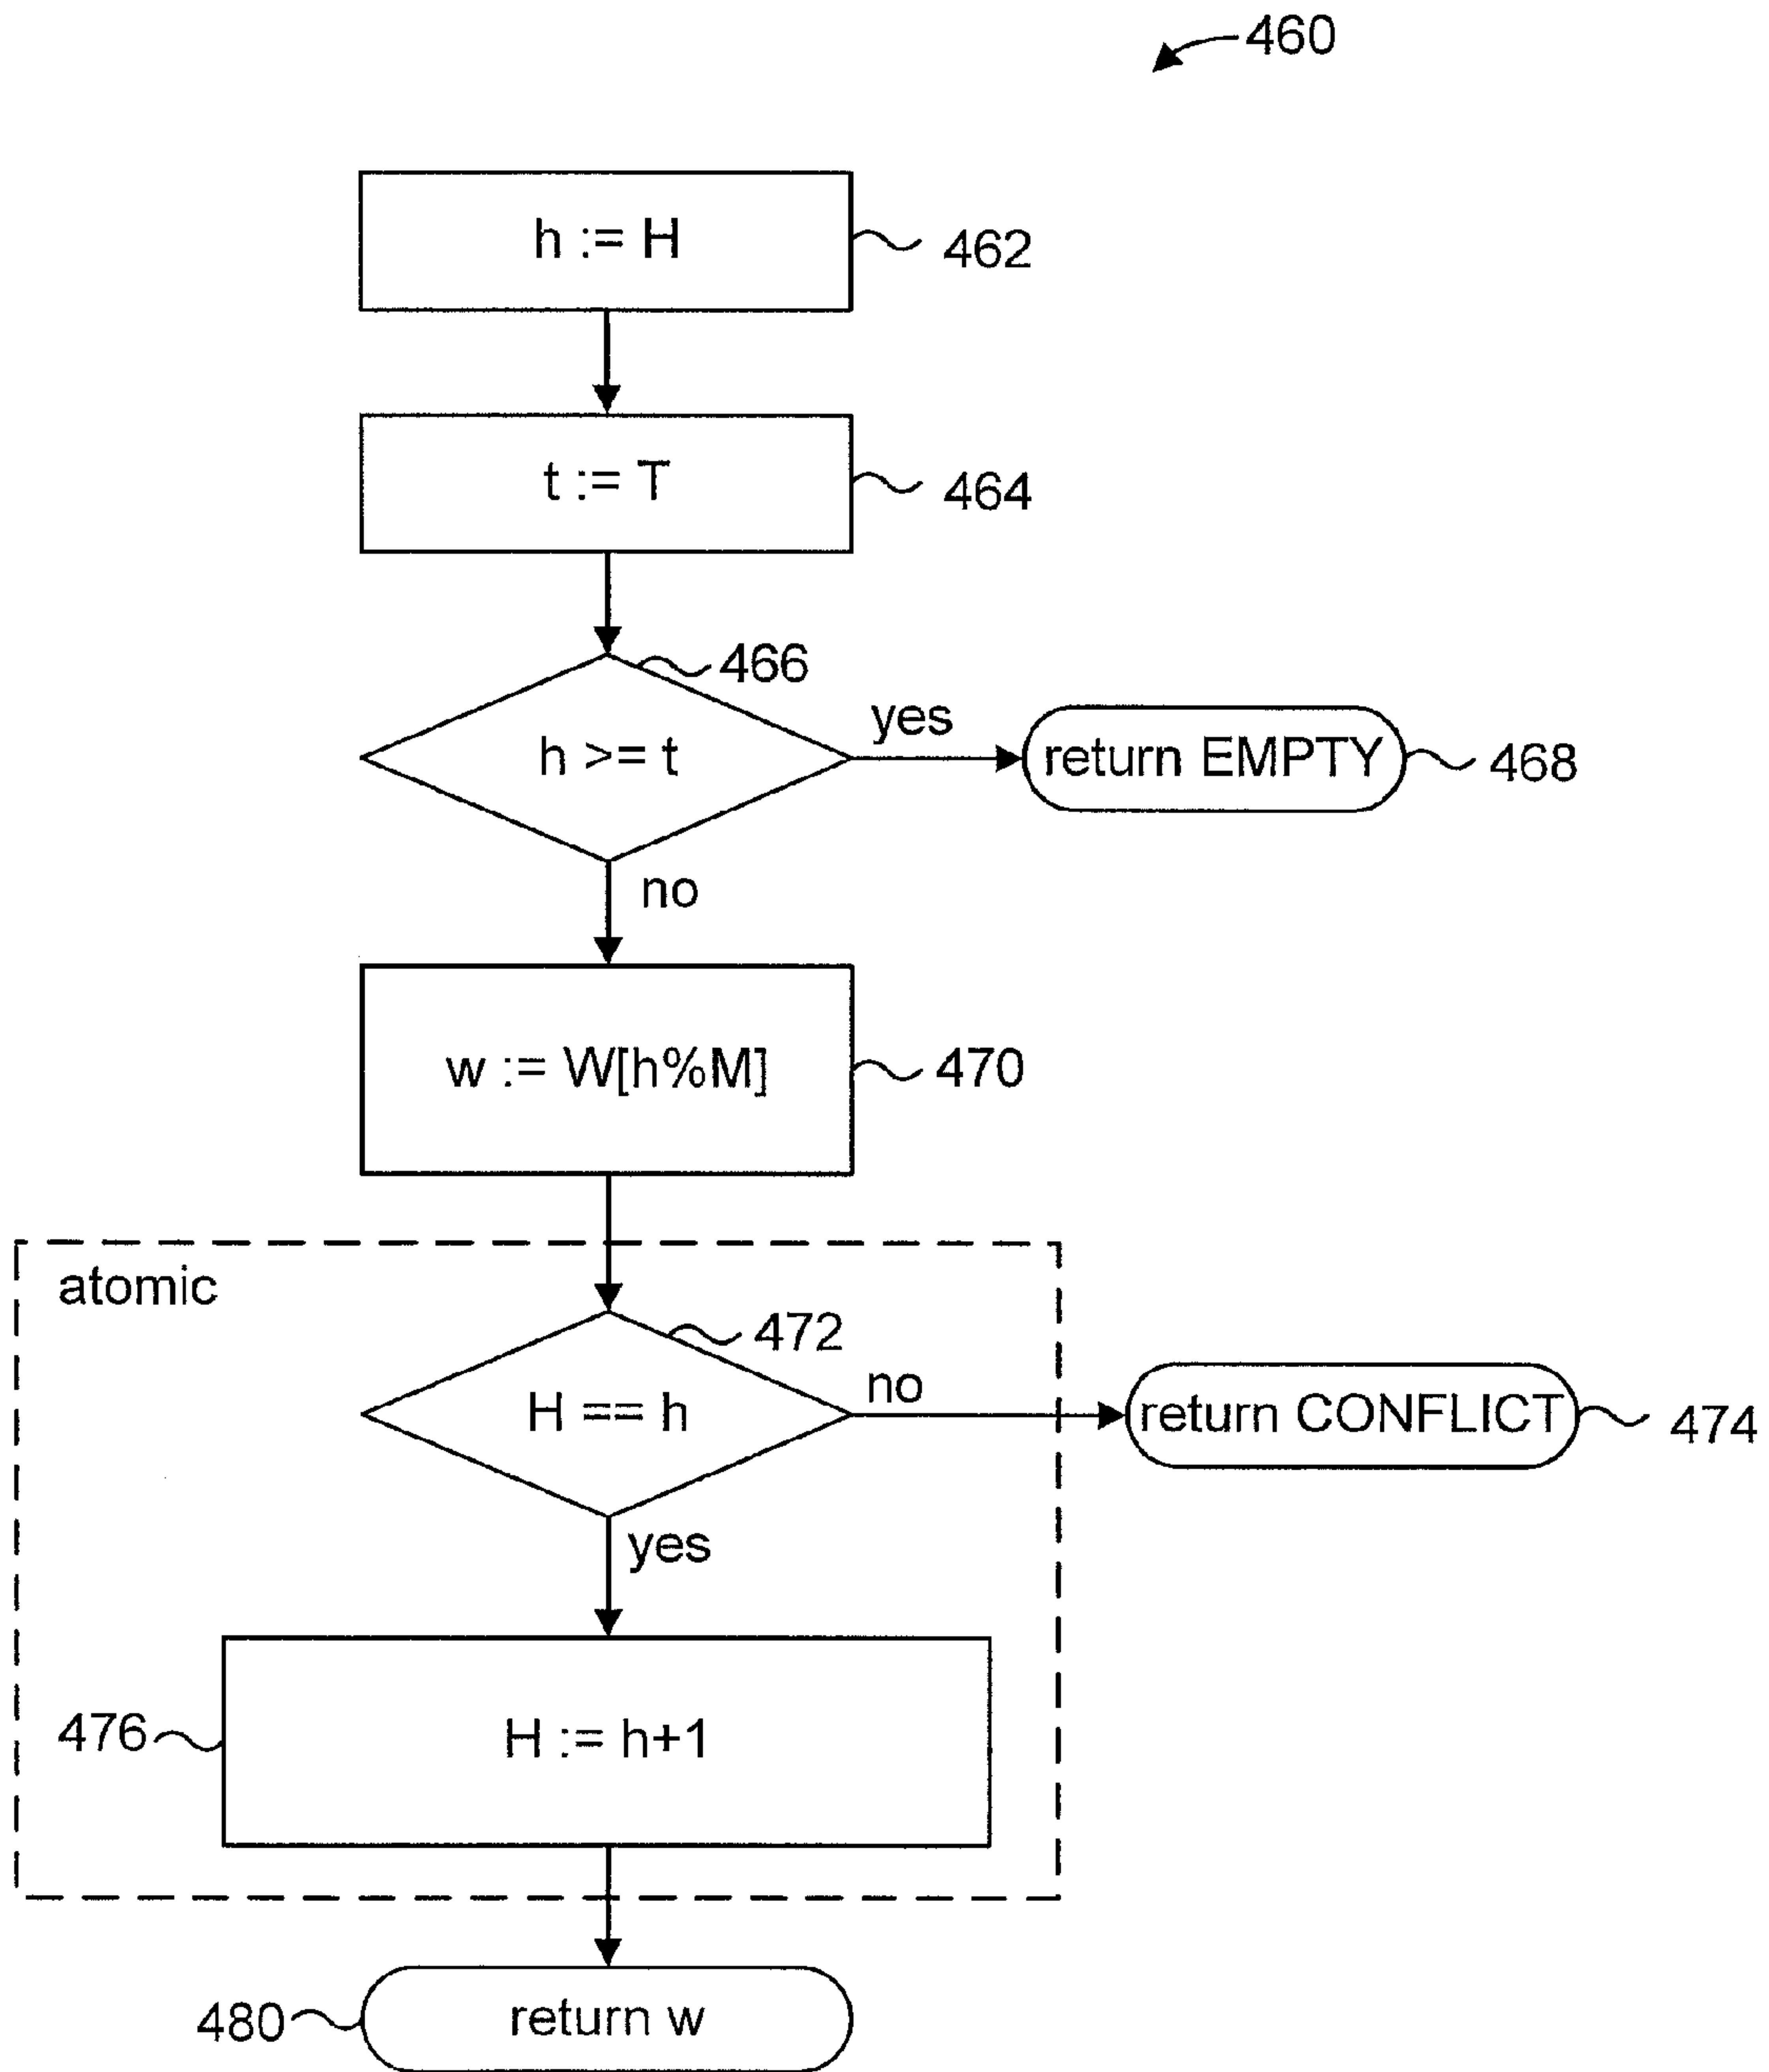 460
h := H
462
t := T
464
466
h >= t
yes
return EMPTY
468
no
w := W[h%M]
470
atomic
472
H == h
no
return CONFLICT
474
yes
476
H := h+1
480
return w